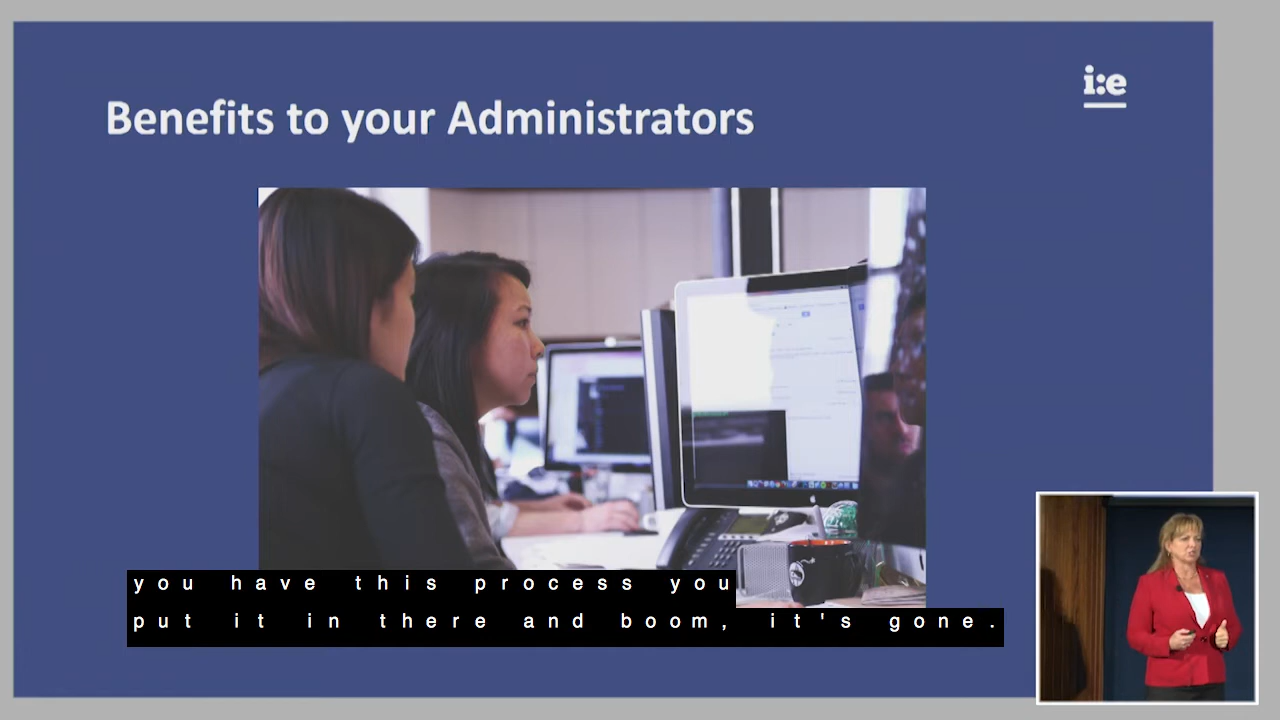 i:e
Benefits to your Administrators
you have this process you
put it in there and boom, it's gone.